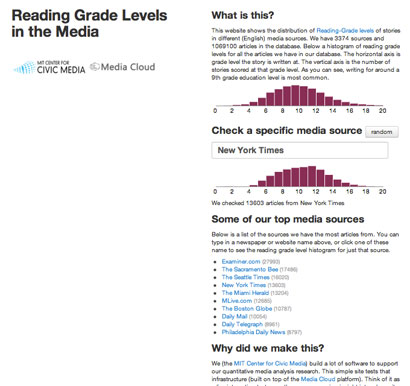 Reading Grade Levels
in the Media
MIT CENTER FOR
CIVIC MEDIA
Media Cloud
What is this?
This website shows the distribution of Reading-Grade levels of stories
in different (English) media sources. We have 3374 sources and
1069100 articles in the database. Below a histogram of reading grade
levels for all the articles we have in our database. The horizontal axis is
grade level the story is written at. The vertical axis is the number of
stories scored at that grade level. As you can see, writing for around a
9th grade education level is most common.
0 2 4 6 8 10 12 14 16 18 20
Check a specific media source random
New York Times
0 2 4 6 8 10 12 14 16 18 20
We checked 13603 articles from New York Times
Some of our top media sources
Below is a list of the sources we have the most articles from. You can
type in a newspaper or website name above, or click one of these
name to see the reading grade level histogram for just that source.
Examiner.com (27993)
The Sacramento Bee (17486)
The Seattle Times (16020)
New York Times (13603)
The Miami Herald (13204)
MLive.com (12685)
The Boston Globe (10787)
Daily Mail (10054)
Daily Telegraph (8861)
Philadelphia Daily News (8797)
Why did we make this?
We (the MIT Center for Civic Media) build a lot of software to support
our quantitative media analysis research. This simple site tests that
infrastructure (built on top of the Media Cloud platform). Think of it as